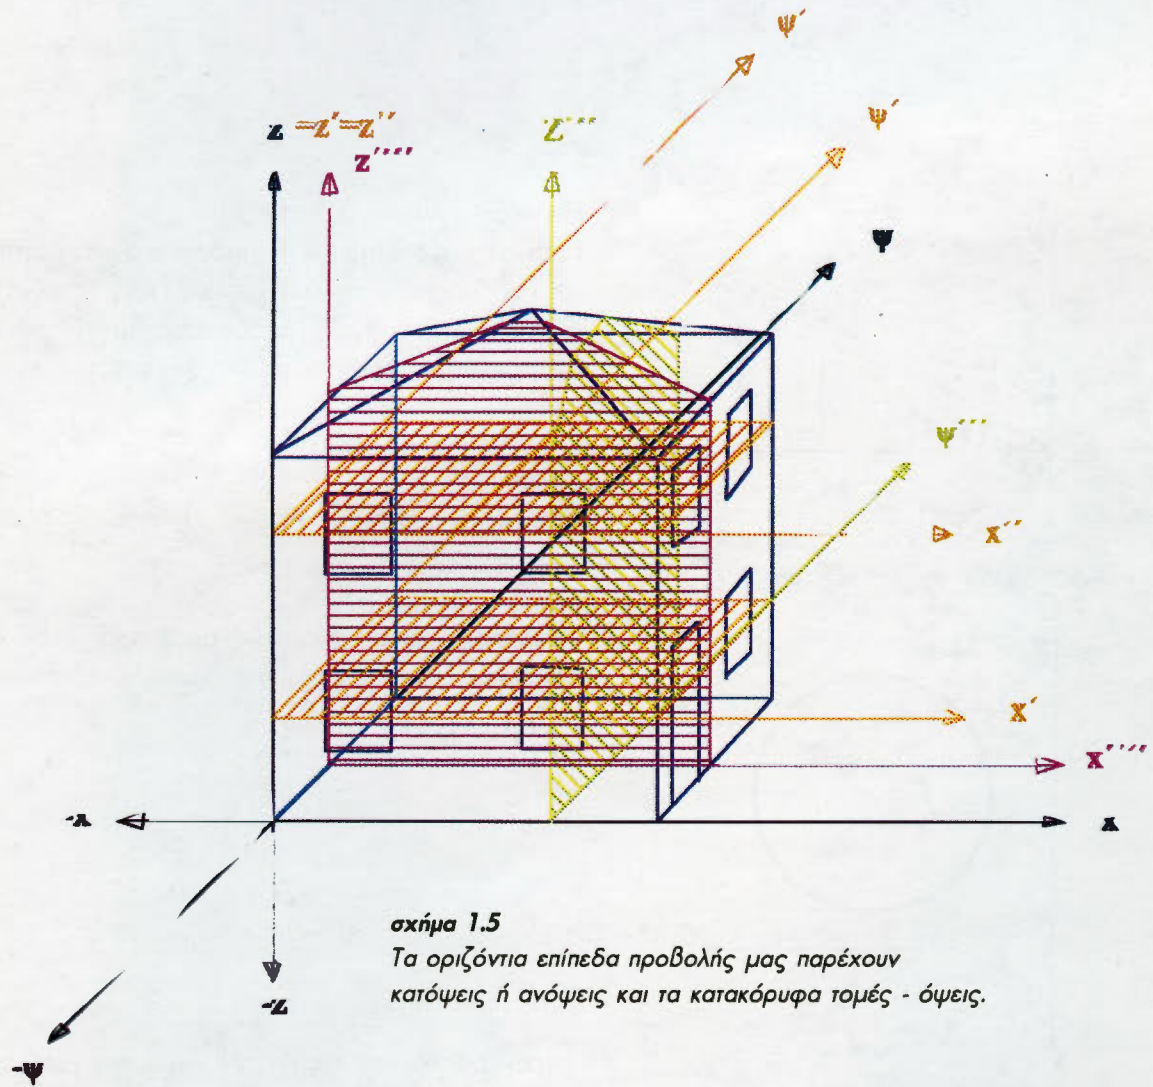 ψ′
ψ′
z =z′=z′′
z′′′′
z′′′
ψ
ψ′′′
x′′
x′
x′′′′
-x
x
σχήμα 1.5
Τα οριζόντια επίπεδα προβολής μας παρέχουν
κατόψεις ή ανόψεις και τα κατακόρυφα τομές - όψεις.
-z
-ψ